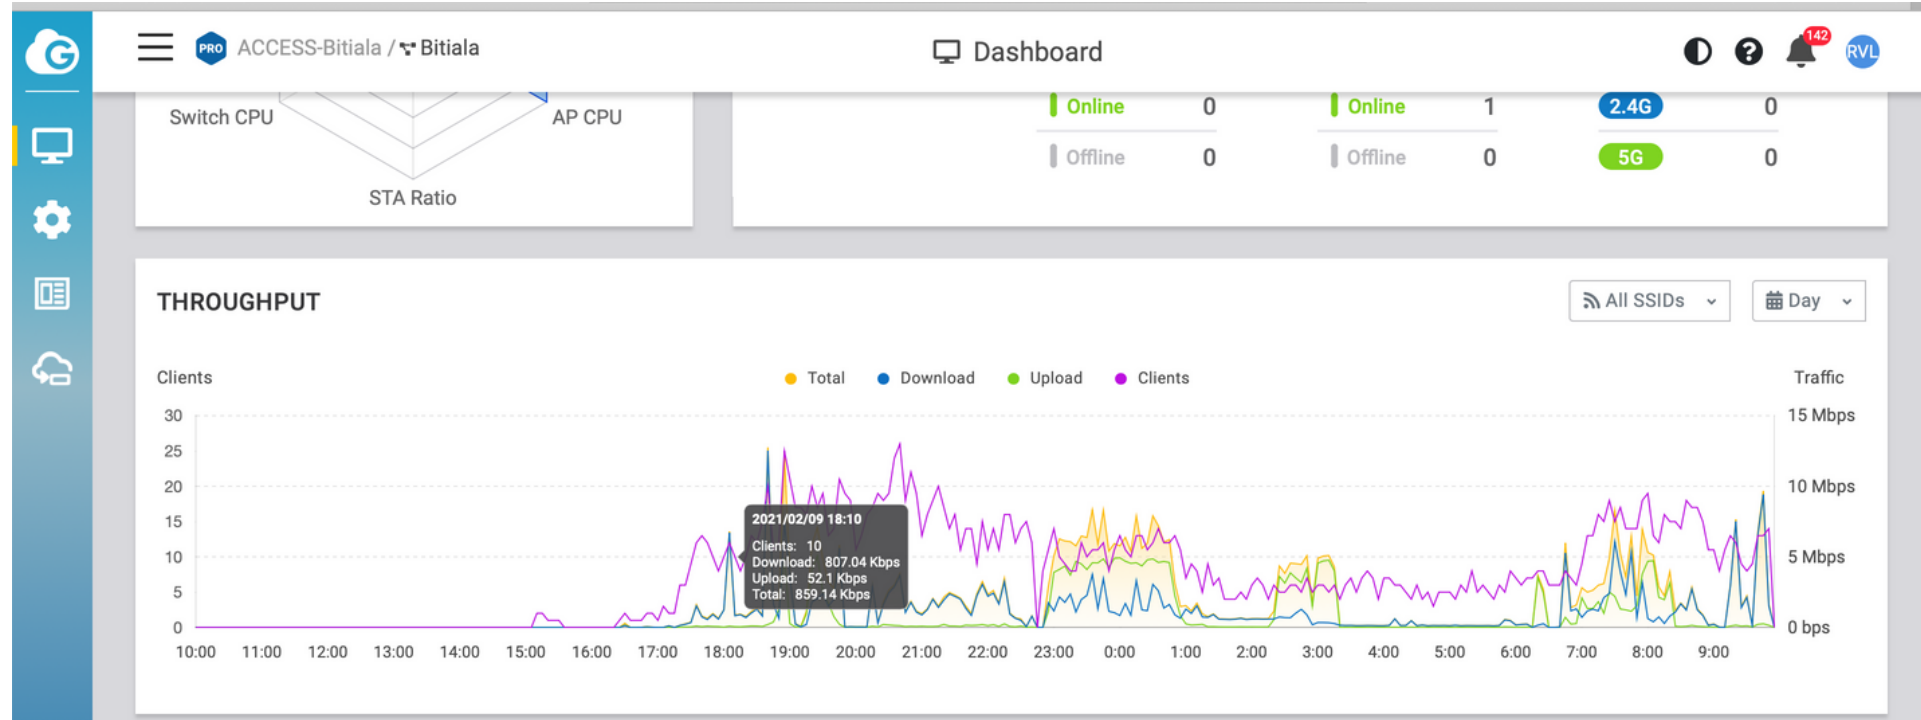 G
PRO ACCESS-Bitiala / Bitiala
Dashboard
142
RVL
Switch CPU
AP CPU
STA Ratio
Online 0
Online 1
2.4G 0
Offline 0
Offline 0
5G 0
THROUGHPUT
All SSIDs
Day
Clients
Total Download Upload Clients
Traffic
30
25
20
15
10
5
0
15 Mbps
10 Mbps
5 Mbps
0 bps
2021/02/09 18:10
Clients: 10
Download: 807.04 Kbps
Upload: 52.1 Kbps
Total: 859.14 Kbps
10:00 11:00 12:00 13:00 14:00 15:00 16:00 17:00 18:00 19:00 20:00 21:00 22:00 23:00 0:00 1:00 2:00 3:00 4:00 5:00 6:00 7:00 8:00 9:00